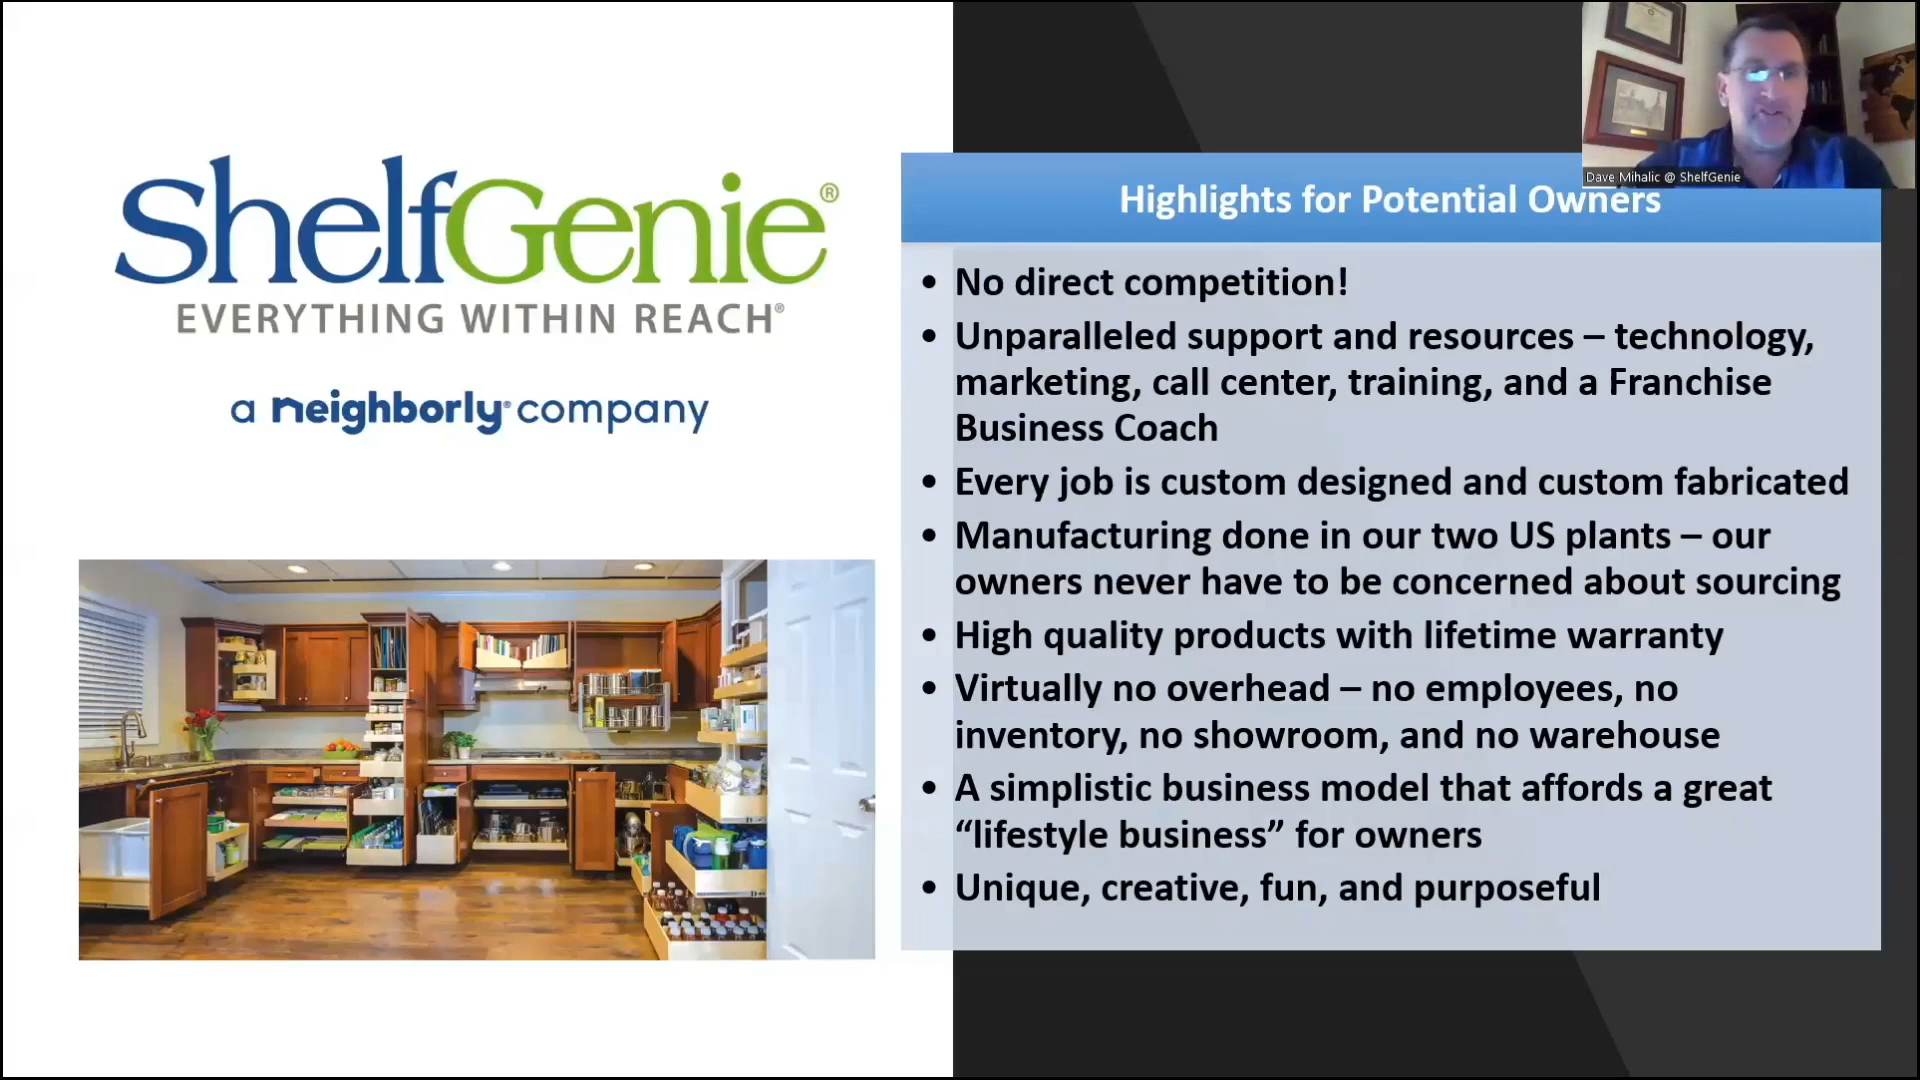 ShelfGenie®
EVERYTHING WITHIN REACH®
a neighborly® company
Dave Mihalic @ ShelfGenie
Highlights for Potential Owners
• No direct competition!
• Unparalleled support and resources – technology,
marketing, call center, training, and a Franchise
Business Coach
• Every job is custom designed and custom fabricated
• Manufacturing done in our two US plants – our
owners never have to be concerned about sourcing
• High quality products with lifetime warranty
• Virtually no overhead – no employees, no
inventory, no showroom, and no warehouse
• A simplistic business model that affords a great
“lifestyle business” for owners
• Unique, creative, fun, and purposeful